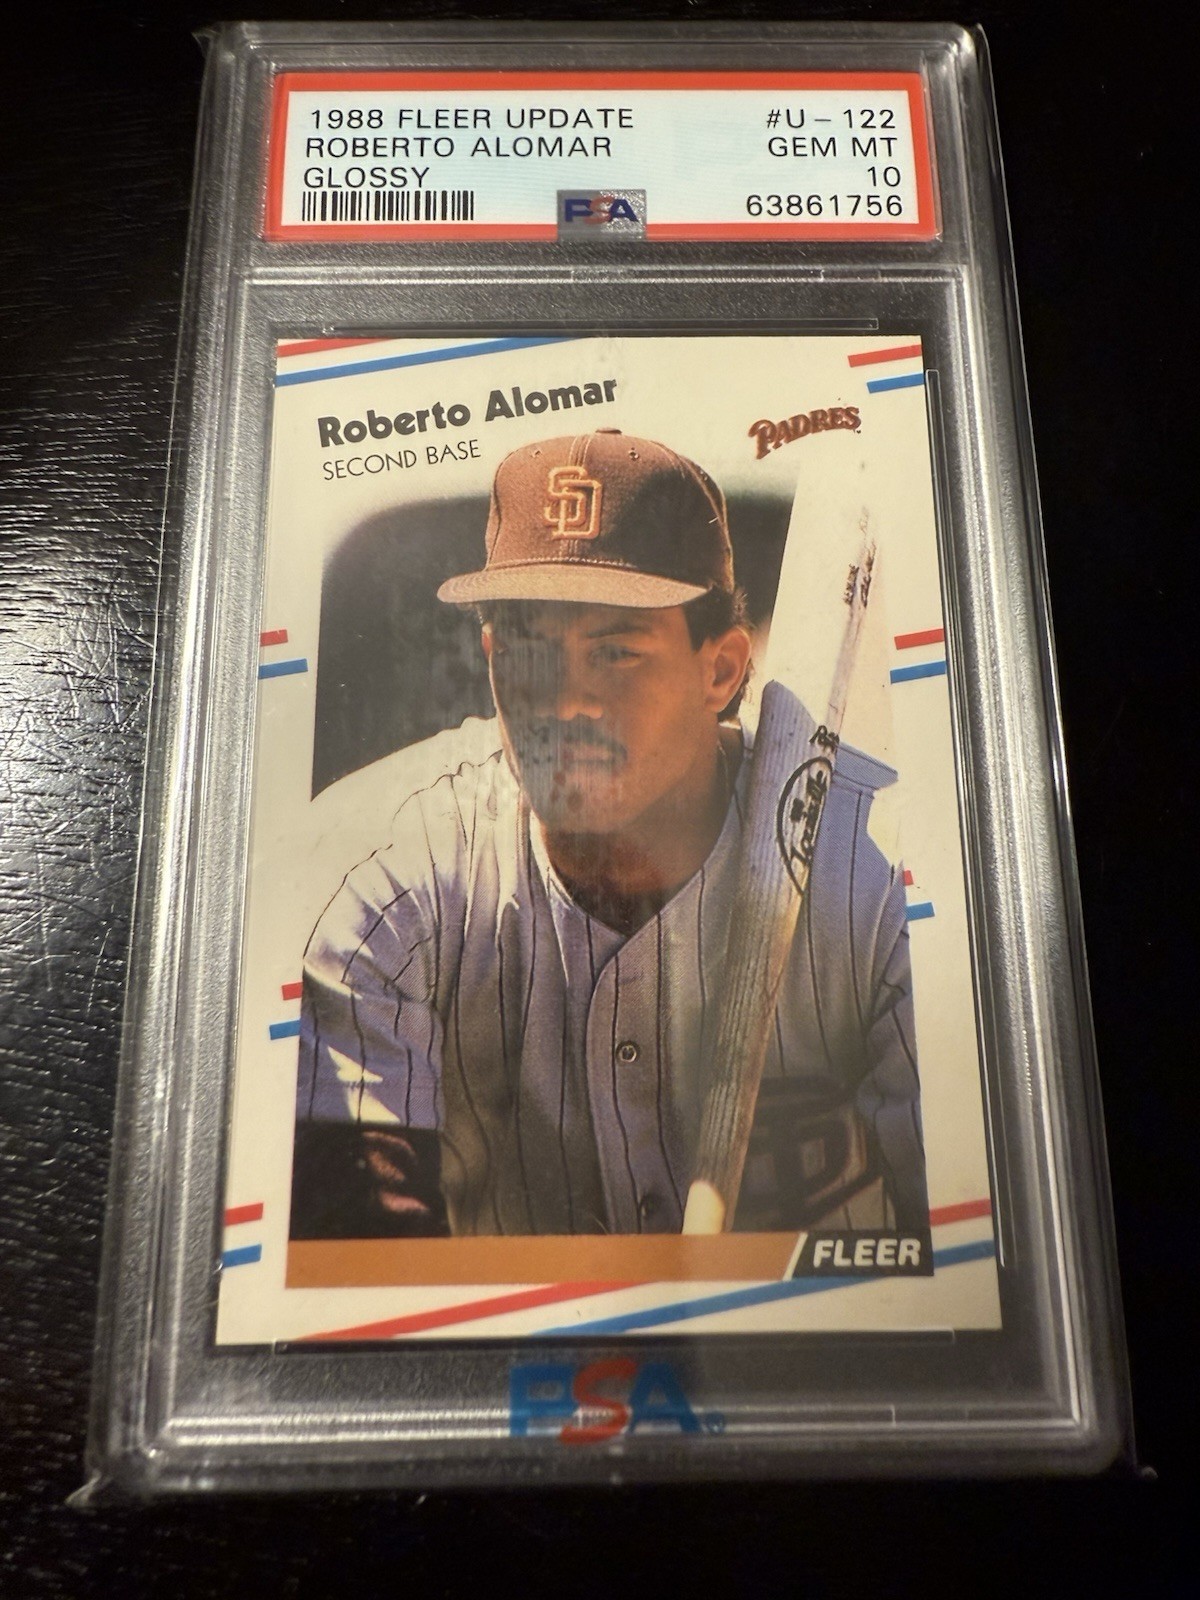 1988 FLEER UPDATE #U-122
ROBERTO ALOMAR GEM MT
GLOSSY 10
PSA 63861756
Roberto Alomar
SECOND BASE
PADRES
SD
FLEER
PSA